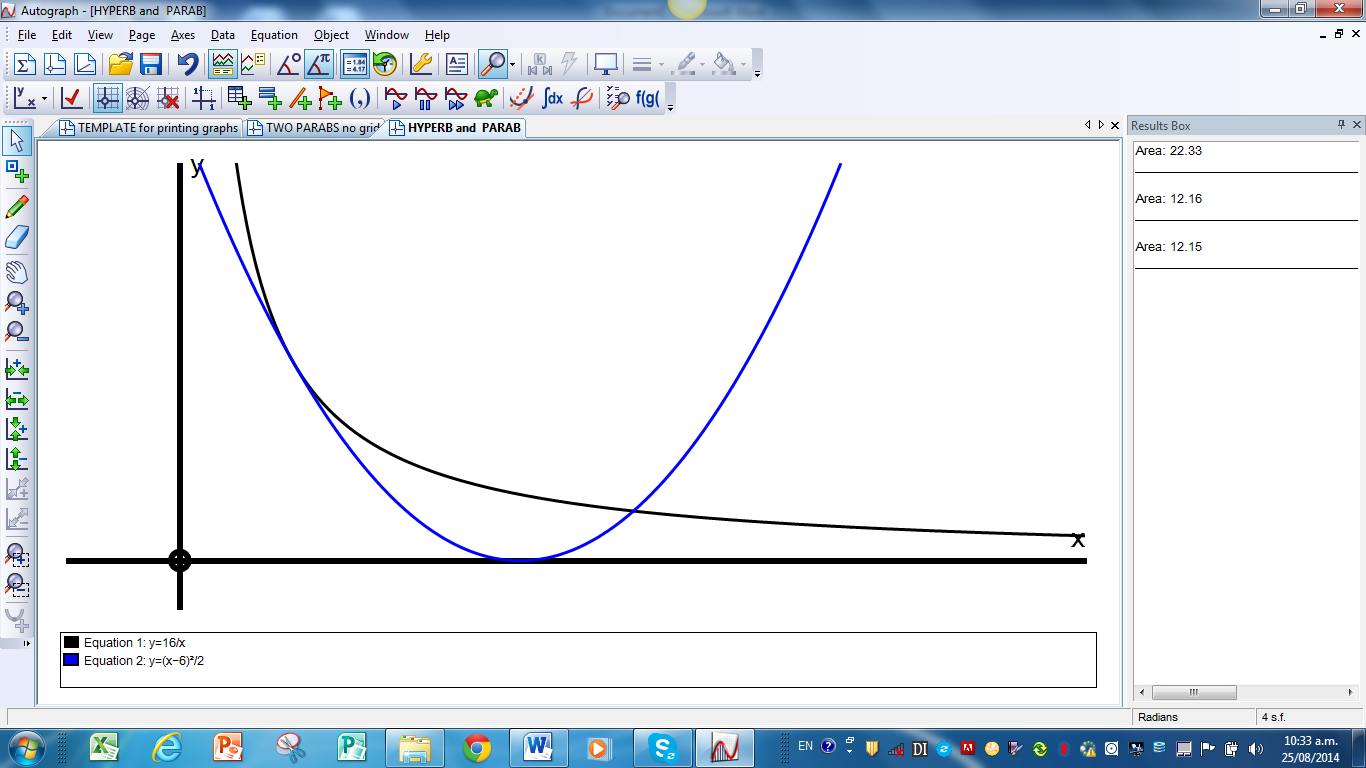 Autograph - [HYPERB and PARAB]
File Edit View Page Axes Data Equation Object Window Help
TEMPLATE for printing graphs
TWO PARABS no grid
HYPERB and PARAB
Results Box
Area: 22.33
Area: 12.16
Area: 12.15
y
x
Equation 1: y=16/x
Equation 2: y=(x−6)²/2
Radians
4 s.f.
EN
10:33 a.m.
25/08/2014